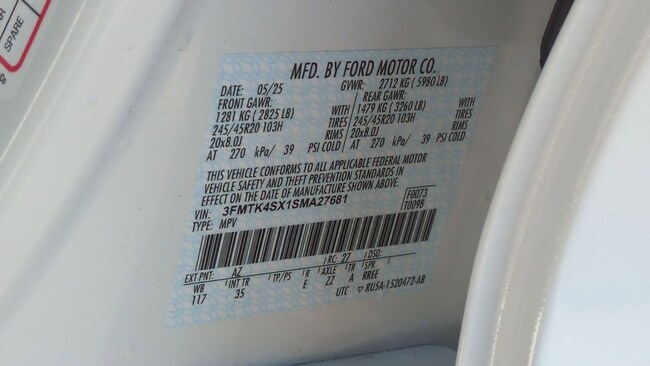 SPARE
MFD. BY FORD MOTOR CO.
DATE: 05/25 GVWR: 2712 KG ( 5980 LB)
FRONT GAWR: REAR GAWR:
1281 KG ( 2825 LB) WITH 1479 KG ( 3260 LB) WITH
245/45R20 103H TIRES 245/45R20 103H TIRES
20x8.0J RIMS 20x8.0J RIMS
AT 270 kPa/ 39 PSI COLD AT 270 kPa/ 39 PSI COLD
THIS VEHICLE CONFORMS TO ALL APPLICABLE FEDERAL MOTOR
VEHICLE SAFETY AND THEFT PREVENTION STANDARDS IN
EFFECT ON THE DATE OF MANUFACTURE SHOWN ABOVE.
VIN: 3FMTK4SX1SMA27681 F0073
TYPE: MPV T0098
EXT PNT: AZ RC: 27 DSO:
WB INT TR TP/PS R AXLE TR SPR
117 35 E ZZ A RREE
UTC RU5A-1520472-AB